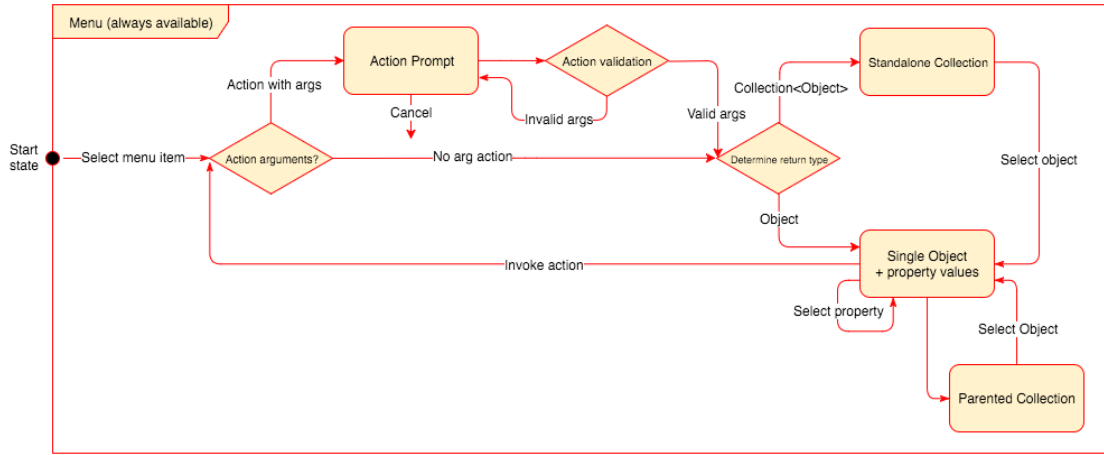 Menu (always available)
Action Prompt
Action validation
Standalone Collection
Action with args
Collection<Object>
Cancel
Invalid args
Valid args
Start
state
Select menu item
Action arguments?
No arg action
Determine return type
Select object
Object
Single Object
+ property values
Invoke action
Select property
Select Object
Parented Collection